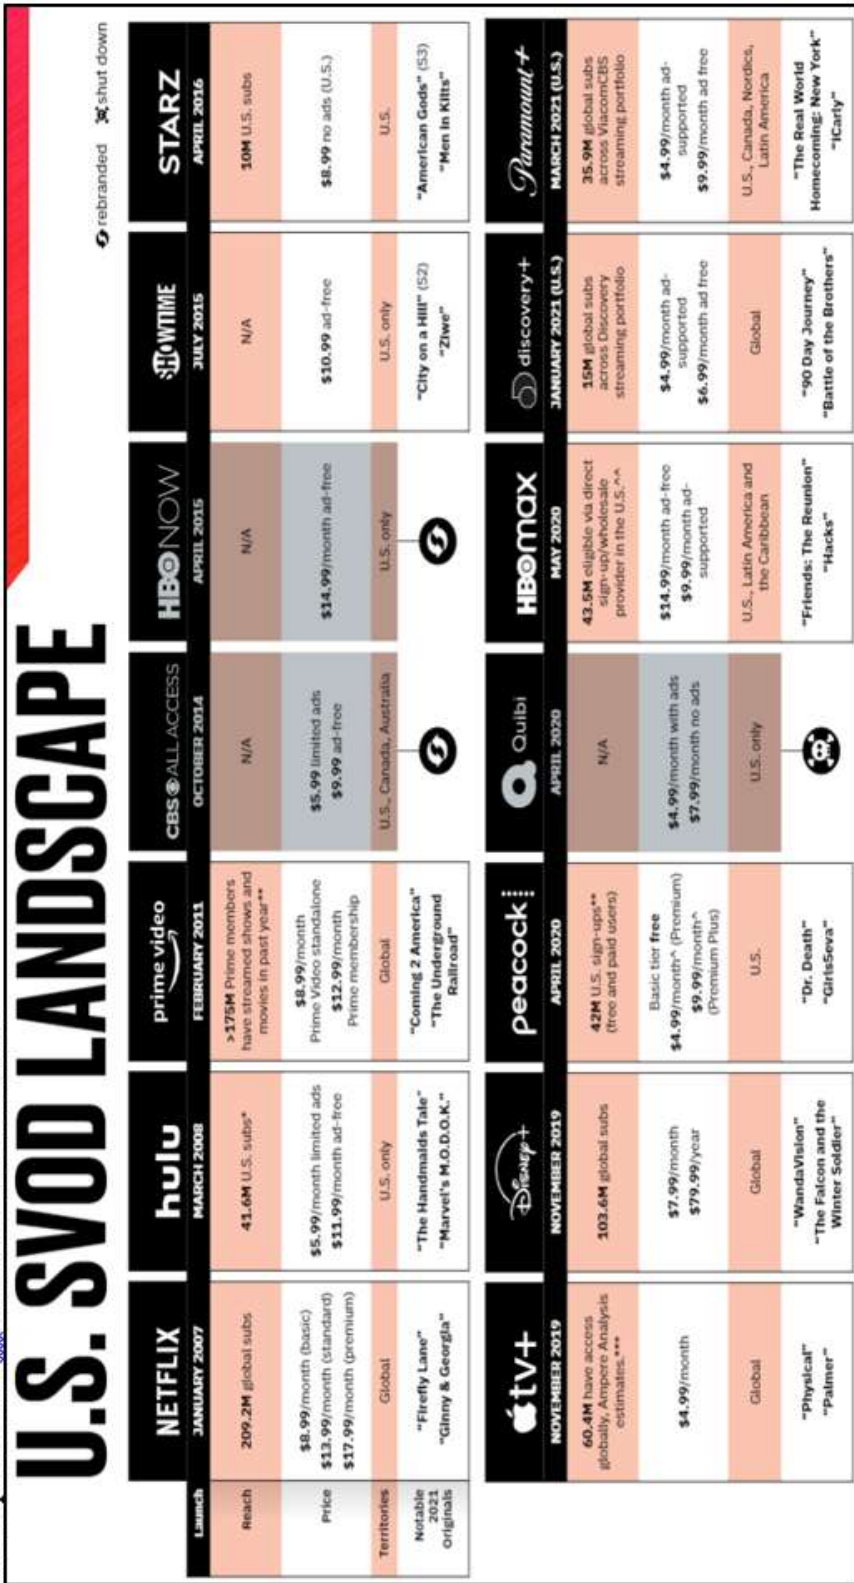 U.S. SVOD LANDSCAPE
rebranded shut down
Launch
Reach
Price
Territories
Notable
2021
originals
NETFLIX
JANUARY 2007
209.2M global subs
$8.99/month (basic)
$13.99/month (standard)
$17.99/month (premium)
Global
"Firefly Lane"
"Ginny & Georgia"
hulu
MARCH 2008
41.6M U.S. subs*
$5.99/month limited ads
$11.99/month ad-free
U.S. only
"The Handmaids Tale"
"Marvel's M.O.D.O.K."
prime video
FEBRUARY 2011
>175M Prime members
have streamed shows and
movies in past year**
$8.99/month
Prime Video standalone
$12.99/month
Prime membership
Global
"Coming 2 America"
"The Underground
Railroad"
CBS ALL ACCESS
OCTOBER 2014
N/A
$5.99 limited ads
$9.99 ad-free
U.S., Canada, Australia
HBO NOW
APRIL 2015
N/A
$14.99/month ad-free
U.S. only
SHOWTIME
JULY 2015
N/A
$10.99 ad-free
U.S. only
"City on a Hill" (S2)
"Ziwe"
STARZ
APRIL 2016
10M U.S. subs
$8.99 no ads (U.S.)
U.S.
"American Gods" (S3)
"Men in Kilts"
tv+
NOVEMBER 2019
60.4M have access
globally, Ampere Analysis
estimates.***
$4.99/month
Global
"Physical"
"Palmer"
Disney+
NOVEMBER 2019
103.6M global subs
$7.99/month
$79.99/year
Global
"WandaVision"
"The Falcon and the
Winter Soldier"
peacock
APRIL 2020
42M U.S. sign-ups**
(free and paid users)
Basic tier free
$4.99/month^ (Premium)
$9.99/month^
(Premium Plus)
U.S.
"Dr. Death"
"Girls5eva"
Quibi
APRIL 2020
N/A
$4.99/month with ads
$7.99/month no ads
U.S. only
HBOMAX
MAY 2020
43.5M eligible via direct
sign-up/wholesale
provider in the U.S.^^
$14.99/month ad-free
$9.99/month ad-
supported
U.S., Latin America and
the Caribbean
"Friends: The Reunion"
"Hacks"
discovery+
JANUARY 2021 (U.S.)
15M global subs
across Discovery
streaming portfolio
$4.99/month ad-
supported
$6.99/month ad free
Global
"90 Day Journey"
"Battle of the Brothers"
Paramount+
MARCH 2021 (U.S.)
35.9M global subs
across ViacomCBS
streaming portfolio
$4.99/month ad-
supported
$9.99/month ad free
U.S., Canada, Nordics,
Latin America
"The Real World
Homecoming: New York"
"iCarly"